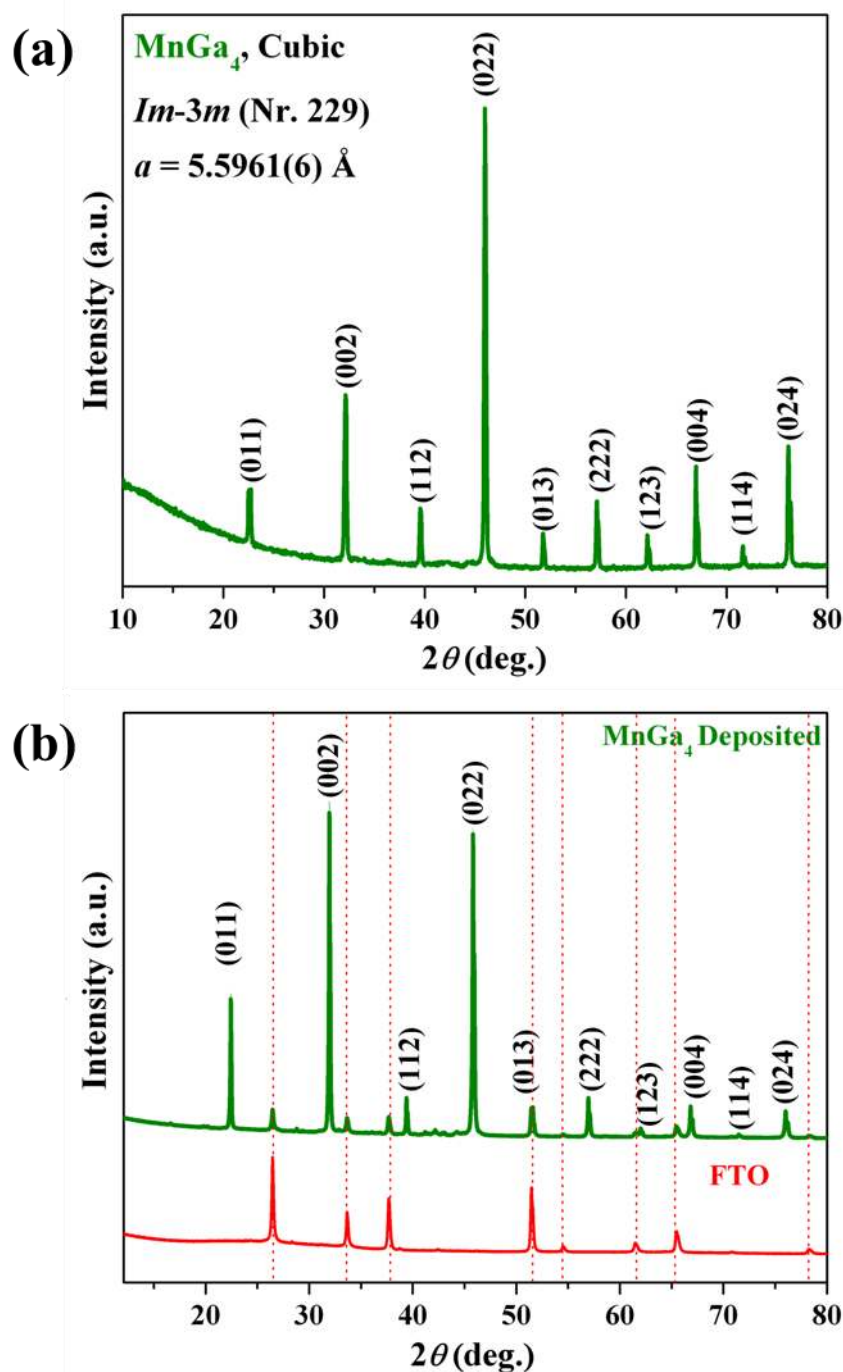 (a)
MnGa₄, Cubic
Im-3m (Nr. 229)
a = 5.5961(6) Å
(011)
(002)
(112)
(022)
(013)
(222)
(123)
(004)
(114)
(024)
Intensity (a.u.)
10 20 30 40 50 60 70 80
2θ (deg.)
(b)
MnGa₄ Deposited
(011)
(002)
(112)
(022)
(013)
(222)
(123)
(004)
(114)
(024)
FTO
Intensity (a.u.)
20 30 40 50 60 70 80
2θ (deg.)